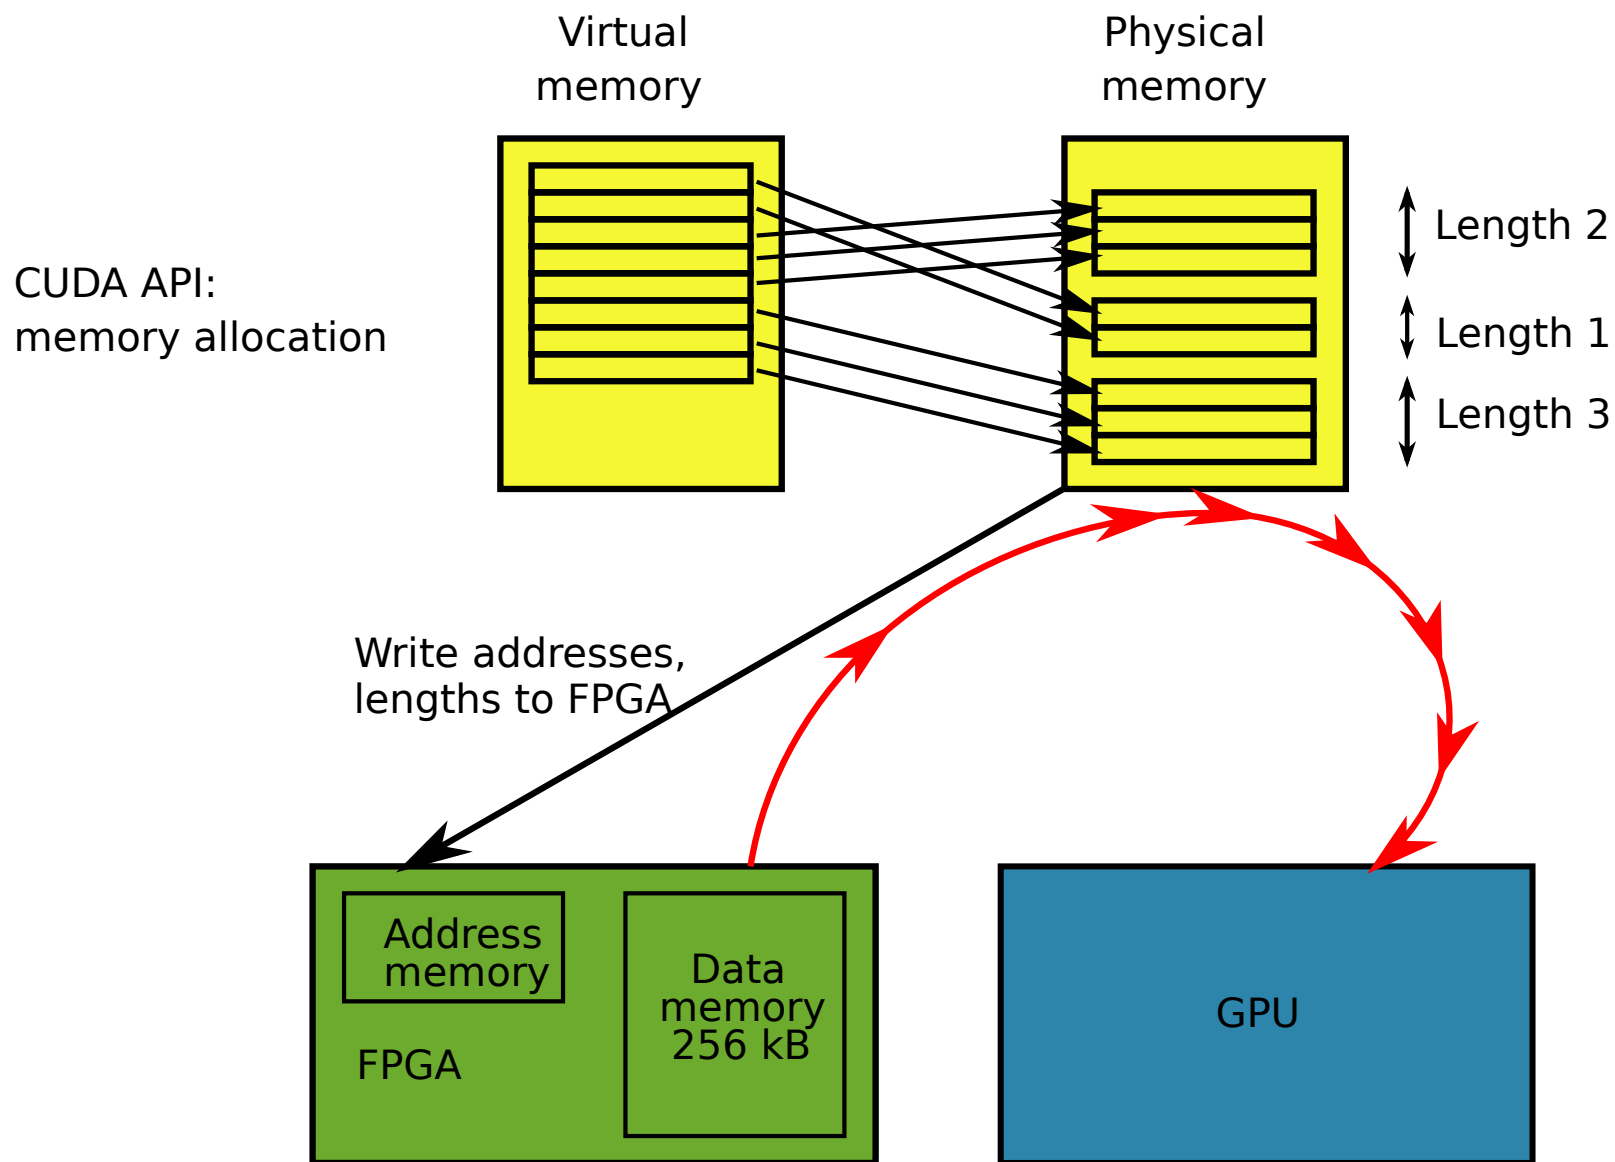 Virtual
memory
Physical
memory
CUDA API:
memory allocation
Length 2
Length 1
Length 3
Write addresses,
lengths to FPGA
Address
memory
FPGA
Data
memory
256 kB
GPU